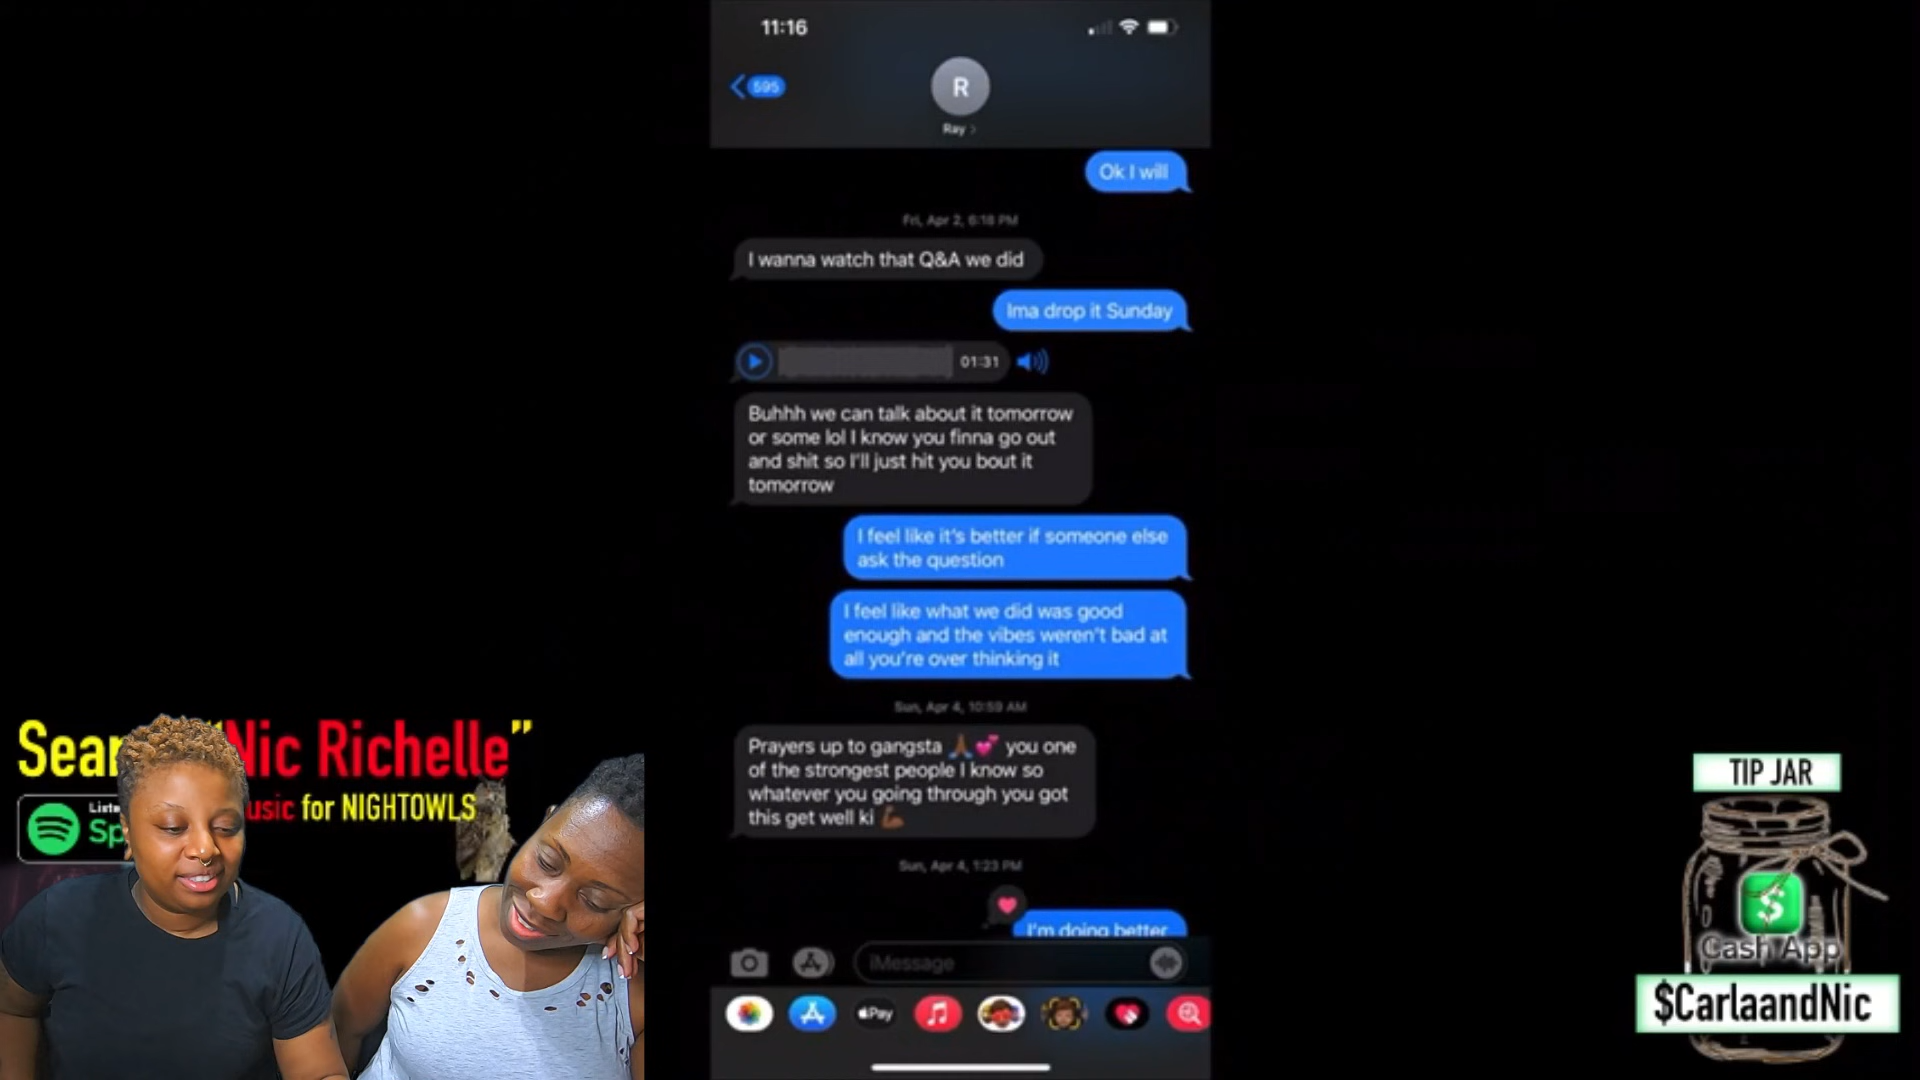 11:16
595
R
Ray
Ok I will
Fri, Apr 2, 6:18 PM
I wanna watch that Q&A we did
Ima drop it Sunday
01:31
Buhhh we can talk about it tomorrow
or some lol I know you finna go out
and shit so I'll just hit you bout it
tomorrow
I feel like it's better if someone else
ask the question
I feel like what we did was good
enough and the vibes weren't bad at
all you're over thinking it
Sun, Apr 4, 10:59 AM
Prayers up to gangsta 🙏🏾💕 you one
of the strongest people I know so
whatever you going through you got
this get well ki 💪🏾
Sun, Apr 4, 1:23 PM
I'm doing better
iMessage
Pay
"Nic Richelle"
for NIGHTOWLS
TIP JAR
$
Cash App
$CarlaandNic